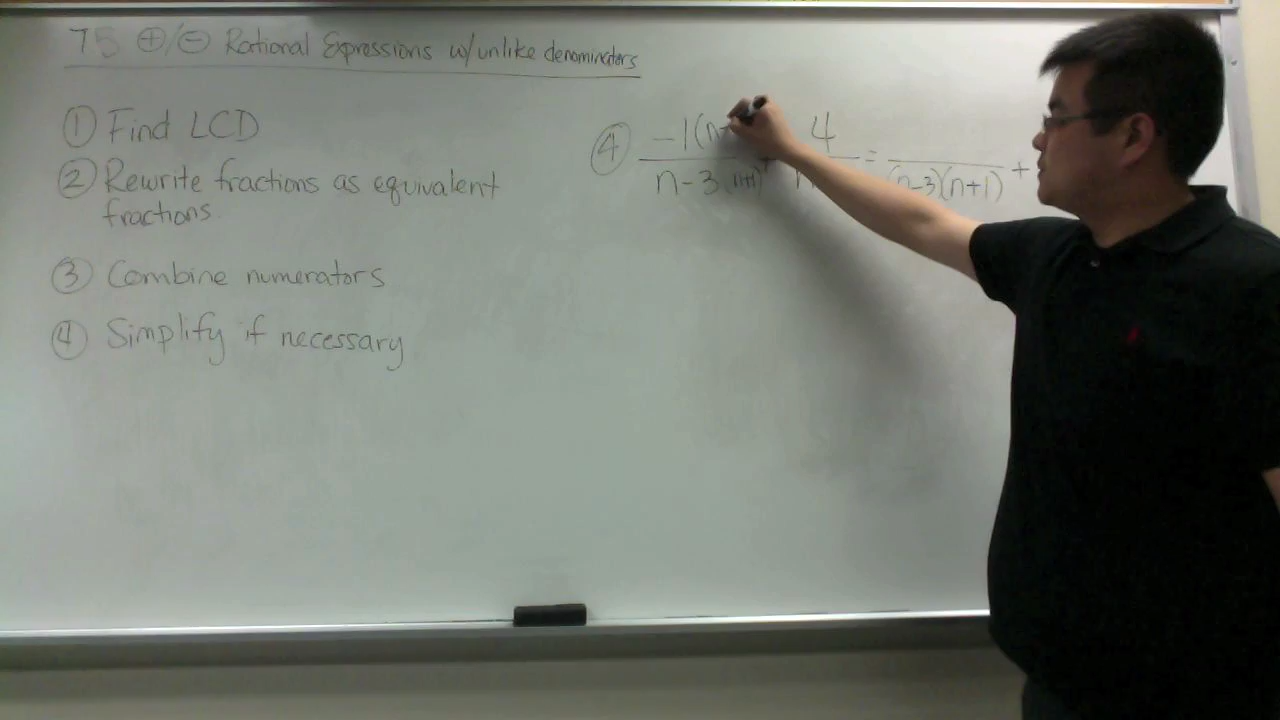 7 5 ⊕/⊖ Rational Expressions w/unlike denominators
① Find LCD
② Rewrite fractions as equivalent
fractions.
③ Combine numerators
④ Simplify if necessary
④ -1(n 4
= +
n-3 (n+1) + n (n-3)(n+1)